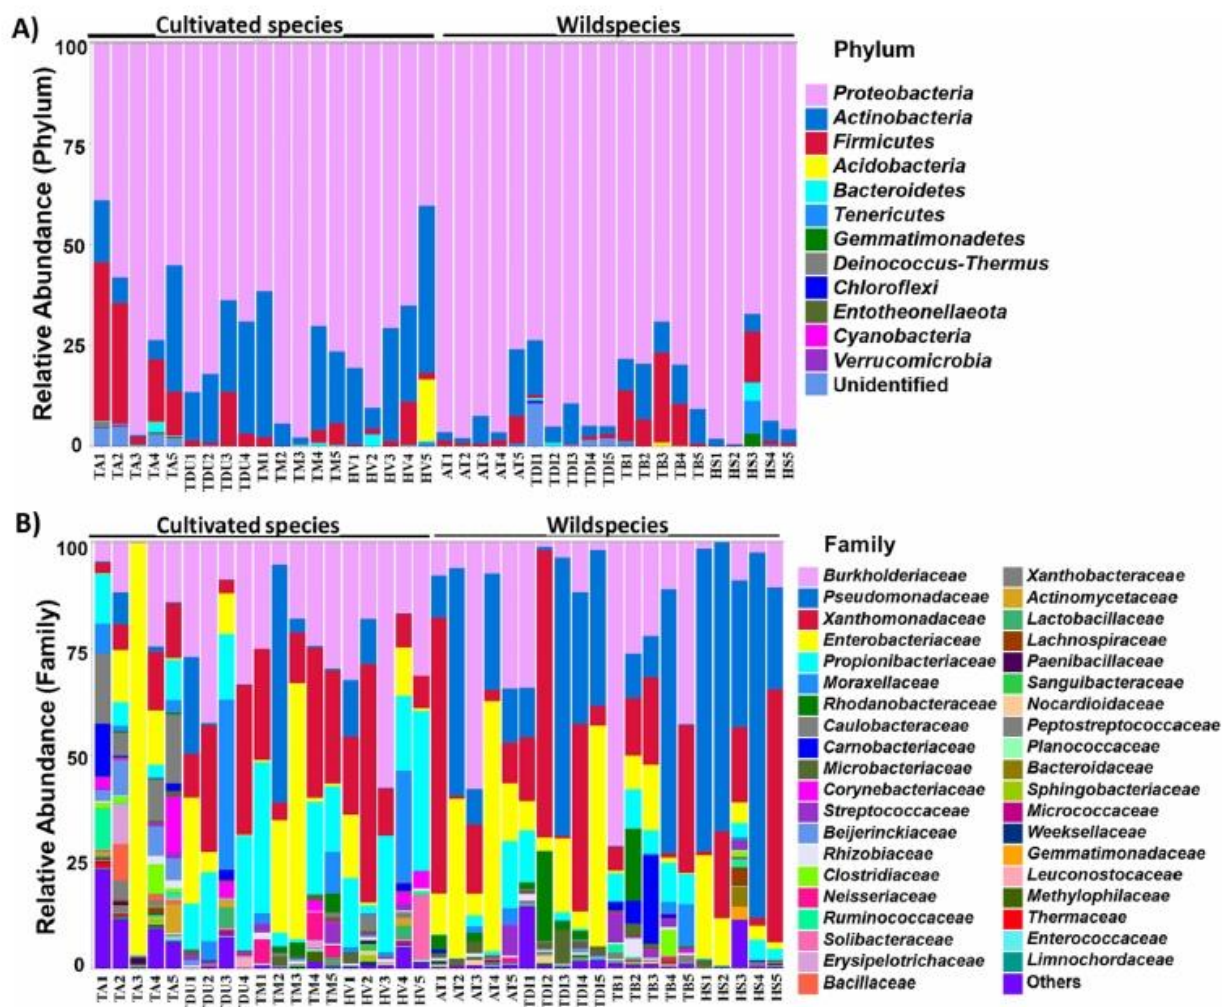 A)
Cultivated species
Wildspecies
Relative Abundance (Phylum)
100
75
50
25
0
TA1 TA2 TA3 TA4 TA5 TDU1 TDU2 TDU3 TDU4 TM1 TM2 TM3 TM4 TM5 HV1 HV2 HV3 HV4 HV5 AT1 AT2 AT3 AT4 AT5 TDI1 TDI2 TDI3 TDI4 TDI5 TB1 TB2 TB3 TB4 TB5 HS1 HS2 HS3 HS4 HS5
Phylum
Proteobacteria
Actinobacteria
Firmicutes
Acidobacteria
Bacteroidetes
Tenericutes
Gemmatimonadetes
Deinococcus-Thermus
Chloroflexi
Entotheonellaeota
Cyanobacteria
Verrucomicrobia
Unidentified
B)
Cultivated species
Wildspecies
Relative Abundance (Family)
100
75
50
25
0
TA1 TA2 TA3 TA4 TA5 TDU1 TDU2 TDU3 TDU4 TM1 TM2 TM3 TM4 TM5 HV1 HV2 HV3 HV4 HV5 AT1 AT2 AT3 AT4 AT5 TDI1 TDI2 TDI3 TDI4 TDI5 TB1 TB2 TB3 TB4 TB5 HS1 HS2 HS3 HS4 HS5
Family
Burkholderiaceae
Pseudomonadaceae
Xanthomonadaceae
Enterobacteriaceae
Propionibacteriaceae
Moraxellaceae
Rhodanobacteraceae
Caulobacteraceae
Carnobacteriaceae
Microbacteriaceae
Corynebacteriaceae
Streptococcaceae
Beijerinckiaceae
Rhizobiaceae
Clostridiaceae
Neisseriaceae
Ruminococcaceae
Solibacteraceae
Erysipelotrichaceae
Bacillaceae
Xanthobacteraceae
Actinomycetaceae
Lactobacillaceae
Lachnospiraceae
Paenibacillaceae
Sanguibacteraceae
Nocardioidaceae
Peptostreptococcaceae
Planococcaceae
Bacteroidaceae
Sphingobacteriaceae
Micrococcaceae
Weeksellaceae
Gemmatimonadaceae
Leuconostocaceae
Methylophilaceae
Thermaceae
Enterococcaceae
Limnochordaceae
Others